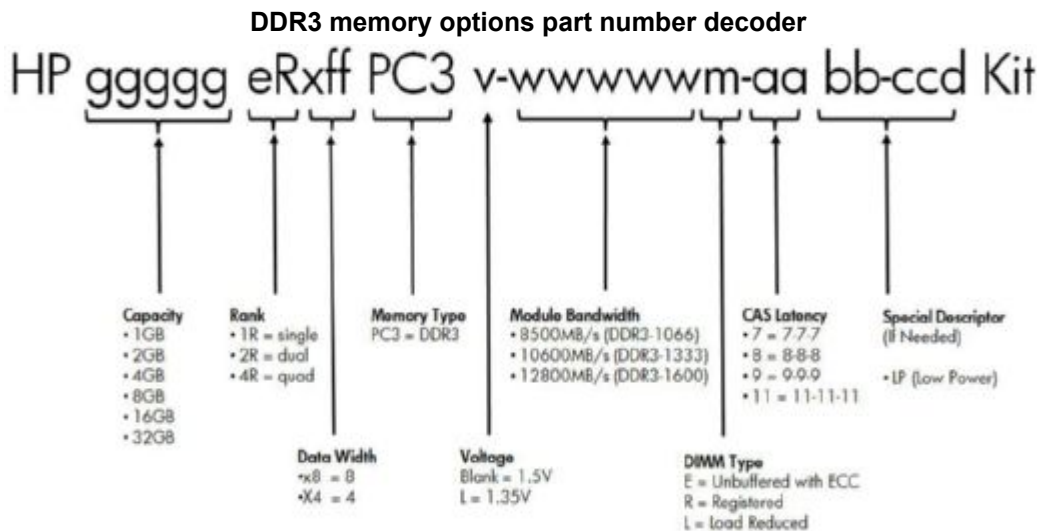 DDR3 memory options part number decoder
HP ggggg eRxff PC3 v-wwwwwm-aa bb-ccd Kit
Capacity
• 1GB
• 2GB
• 4GB
• 8GB
• 16GB
• 32GB
Rank
• 1R = single
• 2R = dual
• 4R = quad
Memory Type
PC3 = DDR3
Module Bandwidth
• 8500MB/s (DDR3-1066)
• 10600MB/s (DDR3-1333)
• 12800MB/s (DDR3-1600)
CAS Latency
• 7 = 7-7-7
• 8 = 8-8-8
• 9 = 9-9-9
• 11 = 11-11-11
Special Descriptor
(If Needed)
• LP (Low Power)
Data Width
•x8 = 8
•X4 = 4
Voltage
Blank = 1.5V
L = 1.35V
DIMM Type
E = Unbuffered with ECC
R = Registered
L = Load Reduced